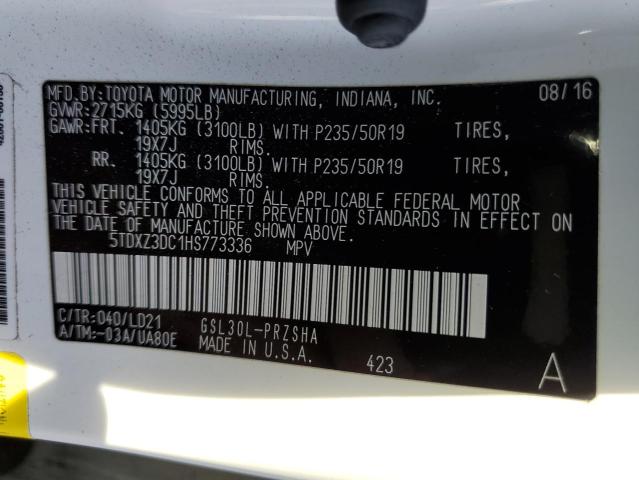 MFD.BY:TOYOTA MOTOR MANUFACTURING, INDIANA, INC. 08/16
GVWR:2715KG (5995LB)
GAWR:FRT. 1405KG (3100LB) WITH P235/50R19 TIRES,
19X7J RIMS.
RR. 1405KG (3100LB) WITH P235/50R19 TIRES,
19X7J RIMS.
THIS VEHICLE CONFORMS TO ALL APPLICABLE FEDERAL MOTOR
VEHICLE SAFETY AND THEFT PREVENTION STANDARDS IN EFFECT ON
THE DATE OF MANUFACTURE SHOWN ABOVE.
5TDXZ3DC1HS773336 MPV
C/TR:040/LD21 GSL30L-PRZSHA
A/TM:-03A/UA80E MADE IN U.S.A.
423
A